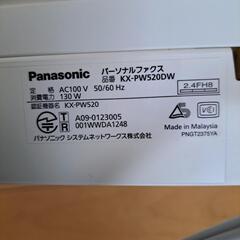 Panasonic パーソナルファクス
品番 KX-PW520DW
定格 AC100 V 50/60 Hz
消費電力 130 W
2.4FH8
認証機器名 KX-PW520
T A09-0123005
R 001WWDA1248
Made in Malaysia
PNGT2375YA
パナソニック システムネットワークス株式会社